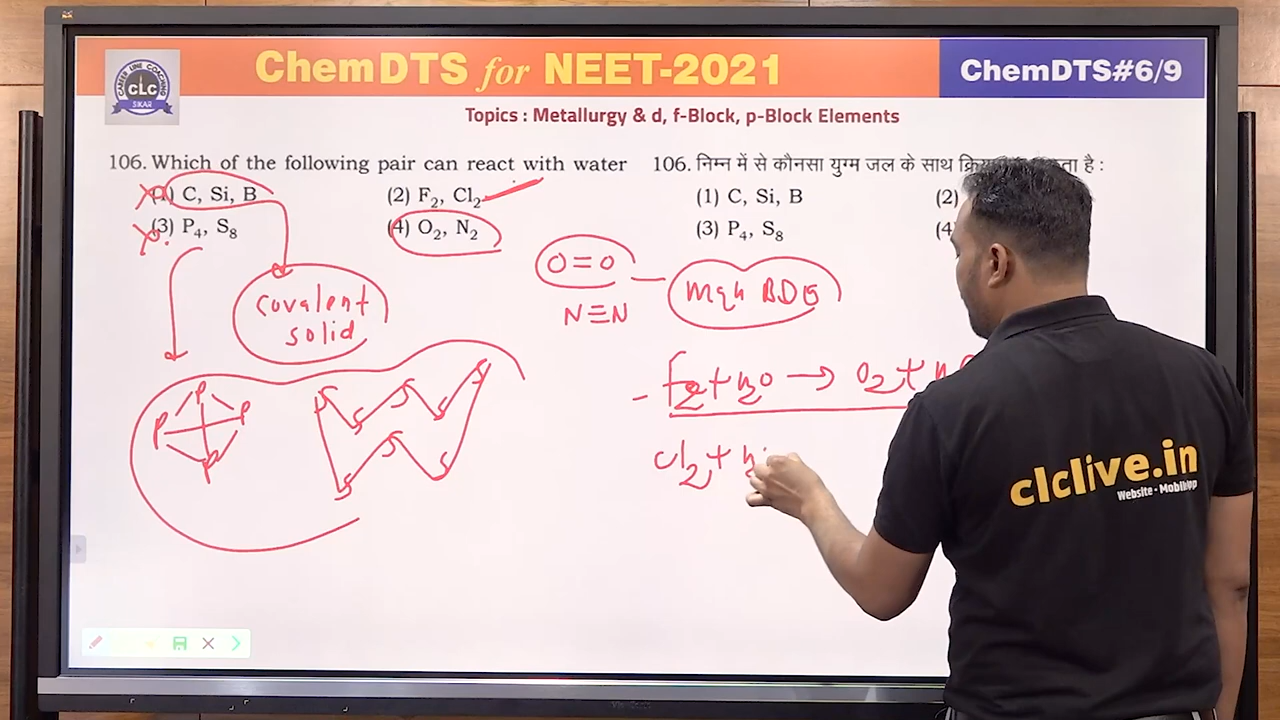 ChemDTS for NEET-2021
ChemDTS#6/9
CAREER LINE COACHING
CLC
SIKAR
Topics : Metallurgy & d, f-Block, p-Block Elements
106. Which of the following pair can react with water
(1) C, Si, B
(2) F₂, Cl₂
(3) P₄, S₈
(4) O₂, N₂
106. निम्न में से कौनसा युग्म जल के साथ
है :
(1) C, Si, B
(2)
(3) P₄, S₈
(4)
covalent
solid
O=O
N≡N
BDE
P
P
P
P
S
S
S
S
S
S
S
S
F₂ + H₂O → O₂ +
Cl₂ + H
clclive.in
Website - Mobile App